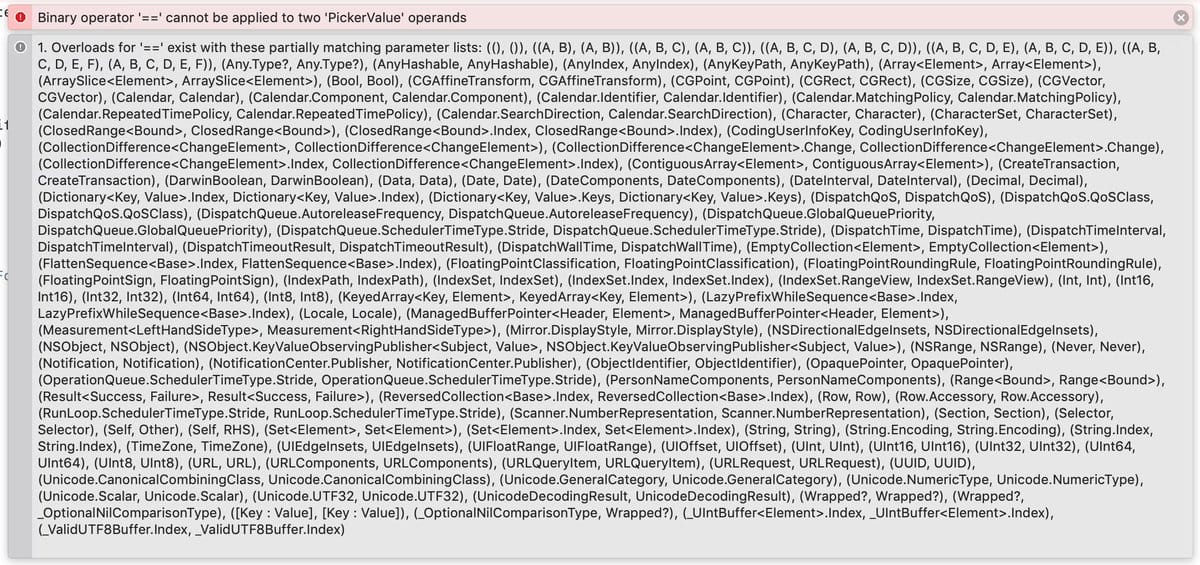 Binary operator '==' cannot be applied to two 'PickerValue' operands
1. Overloads for '==' exist with these partially matching parameter lists: ((), ()), ((A, B), (A, B)), ((A, B, C), (A, B, C)), ((A, B, C, D), (A, B, C, D)), ((A, B, C, D, E), (A, B, C, D, E)), ((A, B,
C, D, E, F), (A, B, C, D, E, F)), (Any.Type?, Any.Type?), (AnyHashable, AnyHashable), (AnyIndex, AnyIndex), (AnyKeyPath, AnyKeyPath), (Array<Element>, Array<Element>),
(ArraySlice<Element>, ArraySlice<Element>), (Bool, Bool), (CGAffineTransform, CGAffineTransform), (CGPoint, CGPoint), (CGRect, CGRect), (CGSize, CGSize), (CGVector,
CGVector), (Calendar, Calendar), (Calendar.Component, Calendar.Component), (Calendar.Identifier, Calendar.Identifier), (Calendar.MatchingPolicy, Calendar.MatchingPolicy),
(Calendar.RepeatedTimePolicy, Calendar.RepeatedTimePolicy), (Calendar.SearchDirection, Calendar.SearchDirection), (Character, Character), (CharacterSet, CharacterSet),
(ClosedRange<Bound>, ClosedRange<Bound>), (ClosedRange<Bound>.Index, ClosedRange<Bound>.Index), (CodingUserInfoKey, CodingUserInfoKey),
(CollectionDifference<ChangeElement>, CollectionDifference<ChangeElement>), (CollectionDifference<ChangeElement>.Change, CollectionDifference<ChangeElement>.Change),
(CollectionDifference<ChangeElement>.Index, CollectionDifference<ChangeElement>.Index), (ContiguousArray<Element>, ContiguousArray<Element>), (CreateTransaction,
CreateTransaction), (DarwinBoolean, DarwinBoolean), (Data, Data), (Date, Date), (DateComponents, DateComponents), (DateInterval, DateInterval), (Decimal, Decimal),
(Dictionary<Key, Value>.Index, Dictionary<Key, Value>.Index), (Dictionary<Key, Value>.Keys, Dictionary<Key, Value>.Keys), (DispatchQoS, DispatchQoS), (DispatchQoS.QoSClass,
DispatchQoS.QoSClass), (DispatchQueue.AutoreleaseFrequency, DispatchQueue.AutoreleaseFrequency), (DispatchQueue.GlobalQueuePriority,
DispatchQueue.GlobalQueuePriority), (DispatchQueue.SchedulerTimeType.Stride, DispatchQueue.SchedulerTimeType.Stride), (DispatchTime, DispatchTime), (DispatchTimeInterval,
DispatchTimeInterval), (DispatchTimeoutResult, DispatchTimeoutResult), (DispatchWallTime, DispatchWallTime), (EmptyCollection<Element>, EmptyCollection<Element>),
(FlattenSequence<Base>.Index, FlattenSequence<Base>.Index), (FloatingPointClassification, FloatingPointClassification), (FloatingPointRoundingRule, FloatingPointRoundingRule),
(FloatingPointSign, FloatingPointSign), (IndexPath, IndexPath), (IndexSet, IndexSet), (IndexSet.Index, IndexSet.Index), (IndexSet.RangeView, IndexSet.RangeView), (Int, Int), (Int16,
Int16), (Int32, Int32), (Int64, Int64), (Int8, Int8), (KeyedArray<Key, Element>, KeyedArray<Key, Element>), (LazyPrefixWhileSequence<Base>.Index,
LazyPrefixWhileSequence<Base>.Index), (Locale, Locale), (ManagedBufferPointer<Header, Element>, ManagedBufferPointer<Header, Element>),
(Measurement<LeftHandSideType>, Measurement<RightHandSideType>), (Mirror.DisplayStyle, Mirror.DisplayStyle), (NSDirectionalEdgeInsets, NSDirectionalEdgeInsets),
(NSObject, NSObject), (NSObject.KeyValueObservingPublisher<Subject, Value>, NSObject.KeyValueObservingPublisher<Subject, Value>), (NSRange, NSRange), (Never, Never),
(Notification, Notification), (NotificationCenter.Publisher, NotificationCenter.Publisher), (ObjectIdentifier, ObjectIdentifier), (OpaquePointer, OpaquePointer),
(OperationQueue.SchedulerTimeType.Stride, OperationQueue.SchedulerTimeType.Stride), (PersonNameComponents, PersonNameComponents), (Range<Bound>, Range<Bound>),
(Result<Success, Failure>, Result<Success, Failure>), (ReversedCollection<Base>.Index, ReversedCollection<Base>.Index), (Row, Row), (Row.Accessory, Row.Accessory),
(RunLoop.SchedulerTimeType.Stride, RunLoop.SchedulerTimeType.Stride), (Scanner.NumberRepresentation, Scanner.NumberRepresentation), (Section, Section), (Selector,
Selector), (Self, Other), (Self, RHS), (Set<Element>, Set<Element>), (Set<Element>.Index, Set<Element>.Index), (String, String), (String.Encoding, String.Encoding), (String.Index,
String.Index), (TimeZone, TimeZone), (UIEdgeInsets, UIEdgeInsets), (UIFloatRange, UIFloatRange), (UIOffset, UIOffset), (UInt, UInt), (UInt16, UInt16), (UInt32, UInt32), (UInt64,
UInt64), (UInt8, UInt8), (URL, URL), (URLComponents, URLComponents), (URLQueryItem, URLQueryItem), (URLRequest, URLRequest), (UUID, UUID),
(Unicode.CanonicalCombiningClass, Unicode.CanonicalCombiningClass), (Unicode.GeneralCategory, Unicode.GeneralCategory), (Unicode.NumericType, Unicode.NumericType),
(Unicode.Scalar, Unicode.Scalar), (Unicode.UTF32, Unicode.UTF32), (UnicodeDecodingResult, UnicodeDecodingResult), (Wrapped?, Wrapped?), (Wrapped?,
_OptionalNilComparisonType), ([Key : Value], [Key : Value]), (_OptionalNilComparisonType, Wrapped?), (_UIntBuffer<Element>.Index, _UIntBuffer<Element>.Index),
(_ValidUTF8Buffer.Index, _ValidUTF8Buffer.Index)